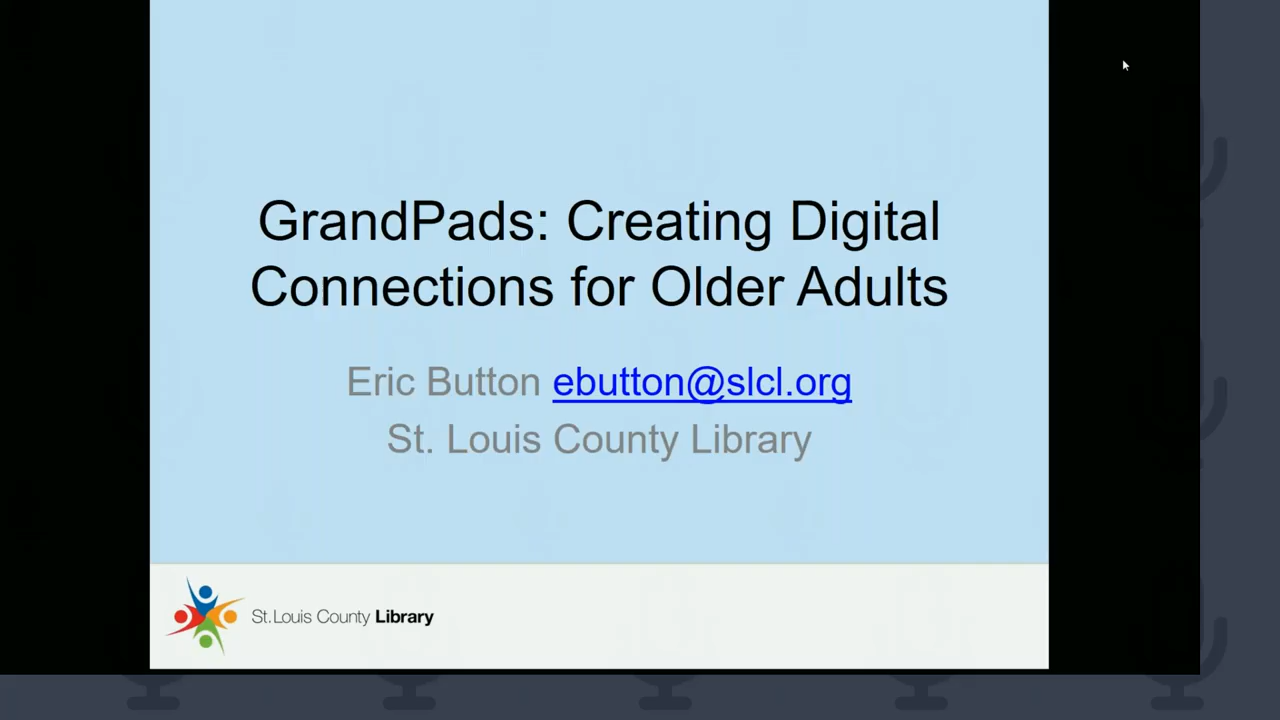 GrandPads: Creating Digital
Connections for Older Adults
Eric Button ebutton@slcl.org
St. Louis County Library
St. Louis County Library